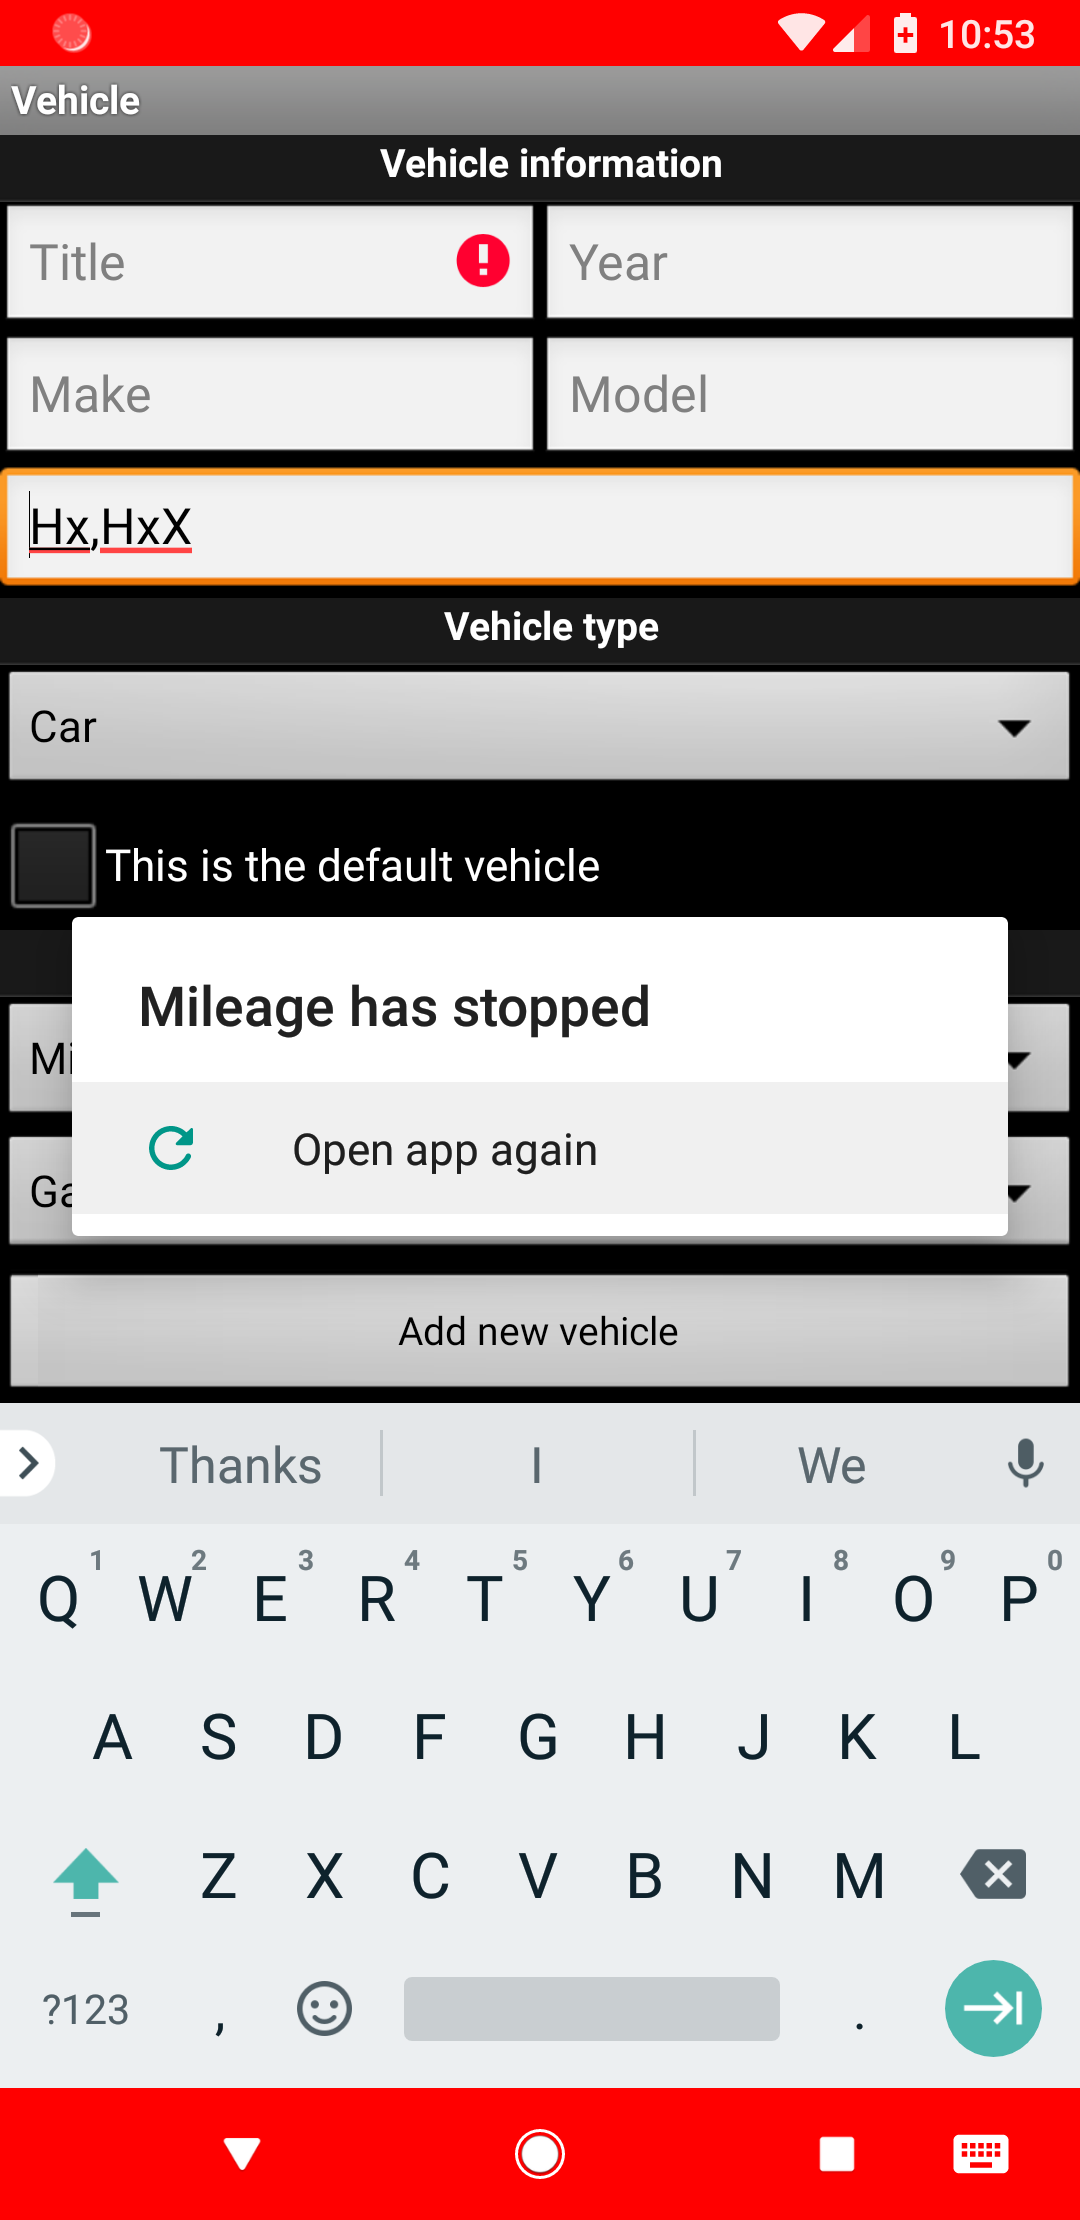 10:53
Vehicle
Vehicle information
Title
Year
Make
Model
Hx,HxX
Vehicle type
Car
This is the default vehicle
Mileage has stopped
Mi
Open app again
Ga
Add new vehicle
Thanks I We
1 2 3 4 5 6 7 8 9 0
Q W E R T Y U I O P
A S D F G H J K L
Z X C V B N M
?123 , .